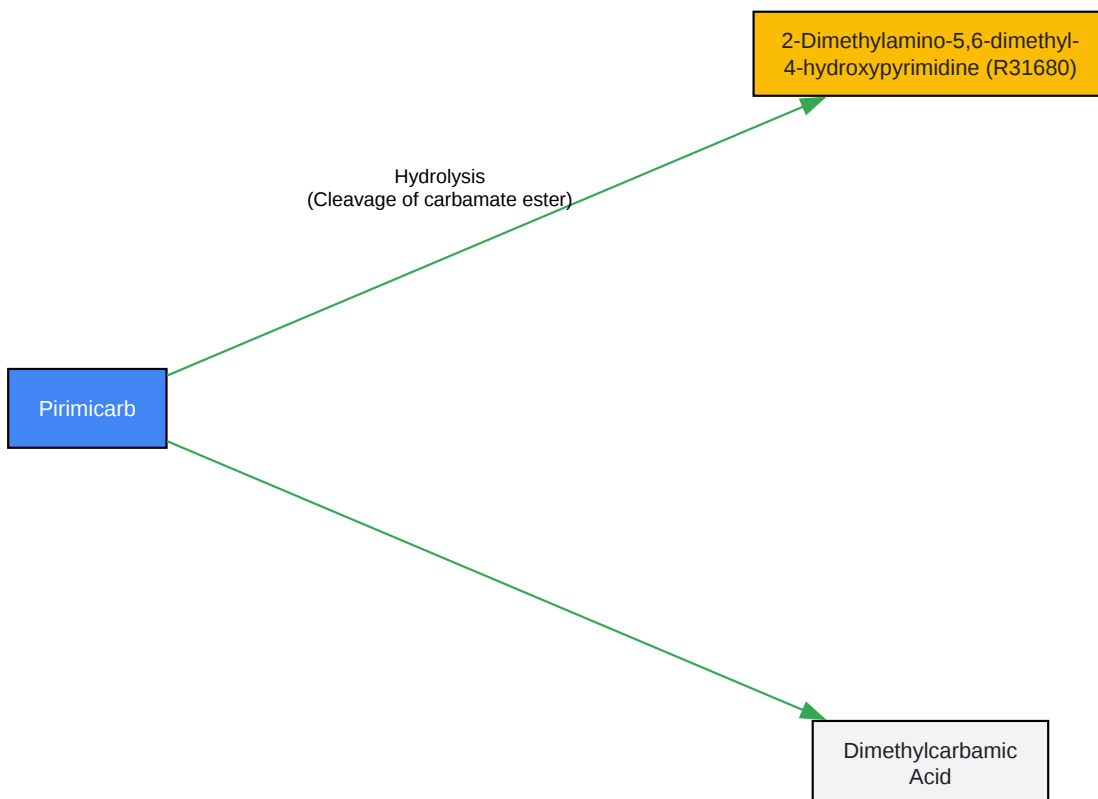 2-Dimethylamino-5,6-dimethyl-
4-hydroxypyrimidine (R31680)
Hydrolysis
(Cleavage of carbamate ester)
Pirimicarb
Dimethylcarbamic
Acid